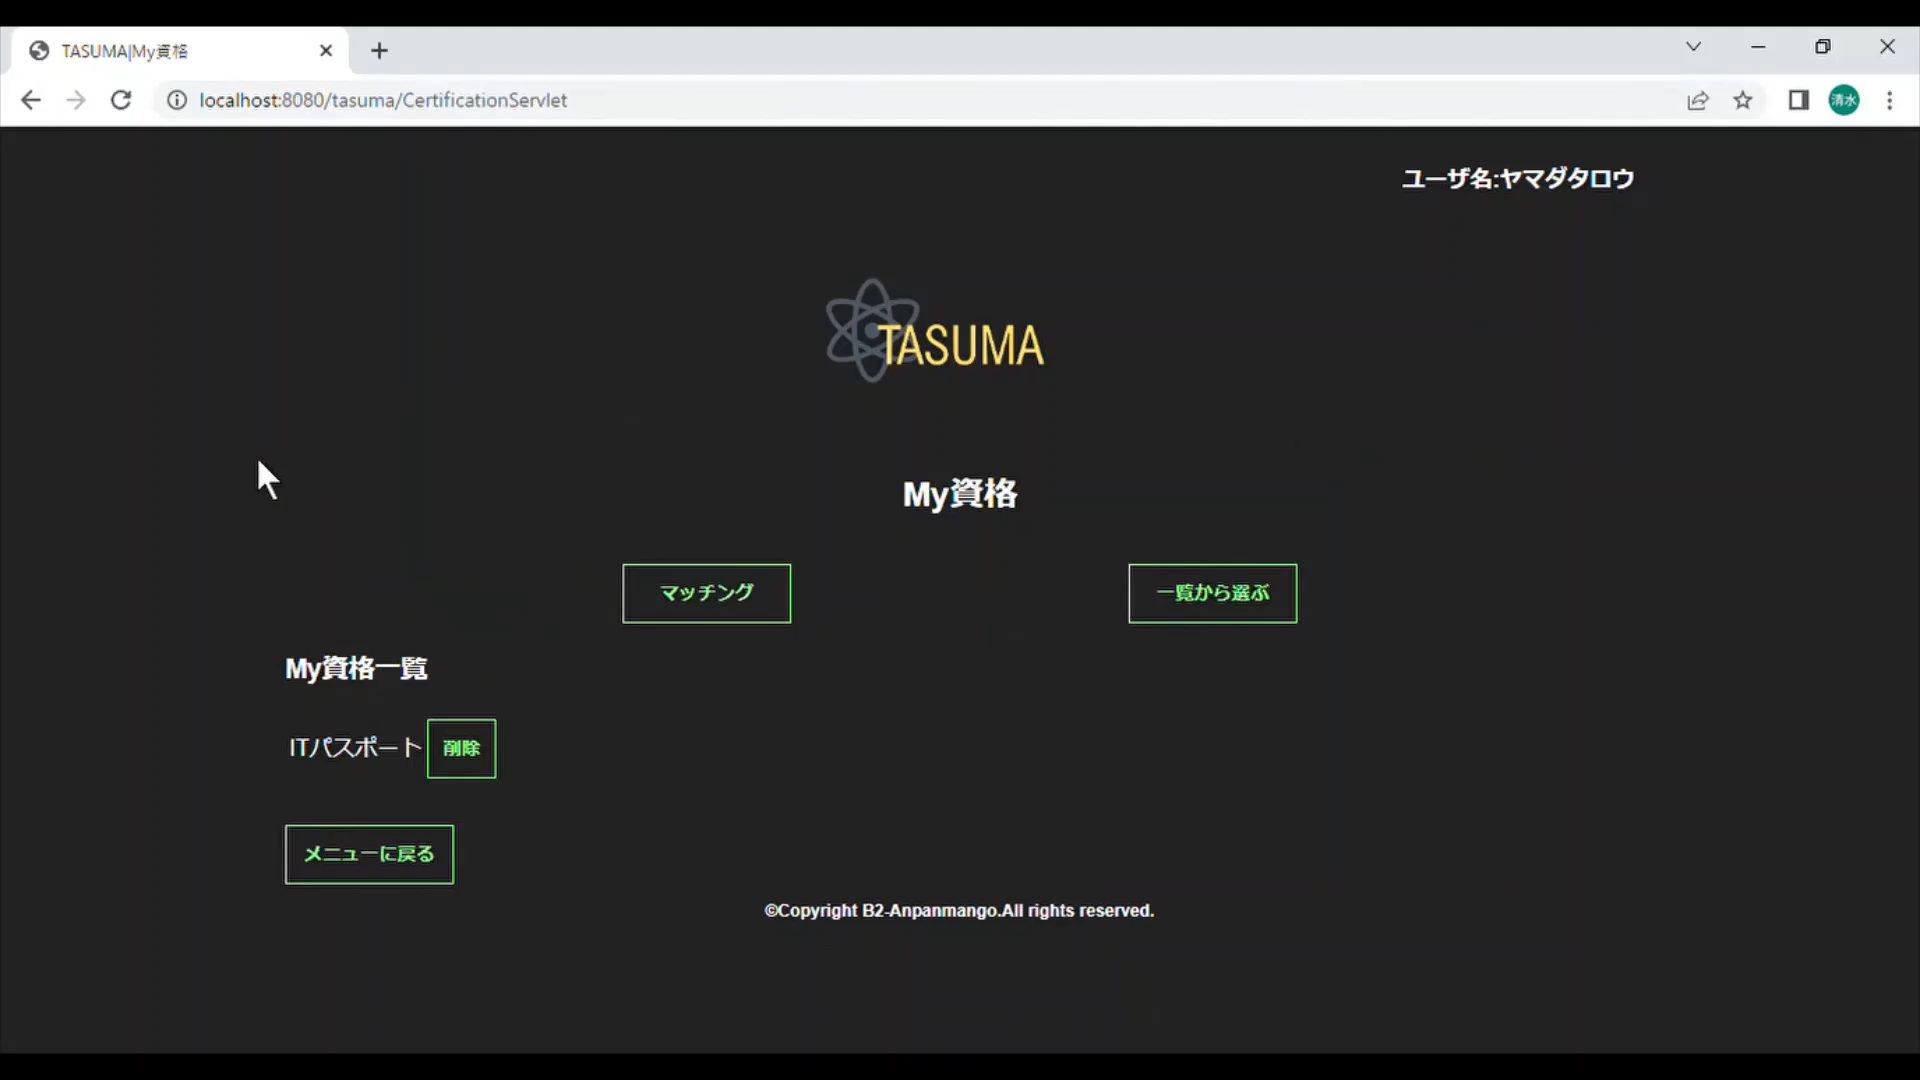 TASUMA|My資格
localhost:8080/tasuma/CertificationServlet
清水
ユーザ名:ヤマダタロウ
TASUMA
My資格
マッチング
一覧から選ぶ
My資格一覧
ITパスポート 削除
メニューに戻る
©Copyright B2-Anpanmango.All rights reserved.